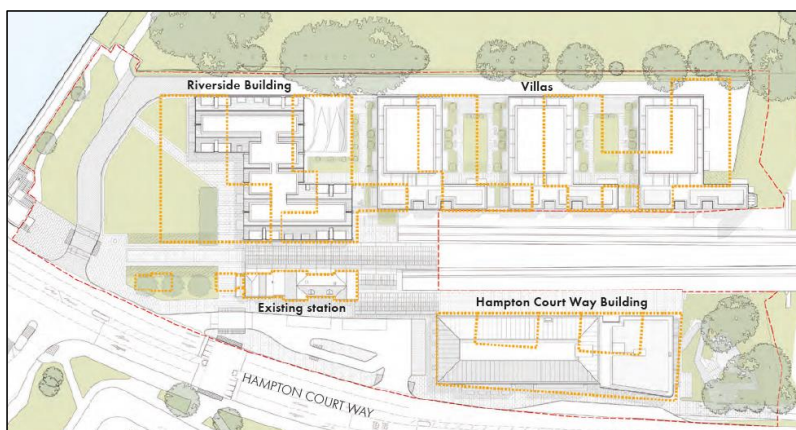 Riverside Building
Villas
Existing station
Hampton Court Way Building
HAMPTON COURT WAY